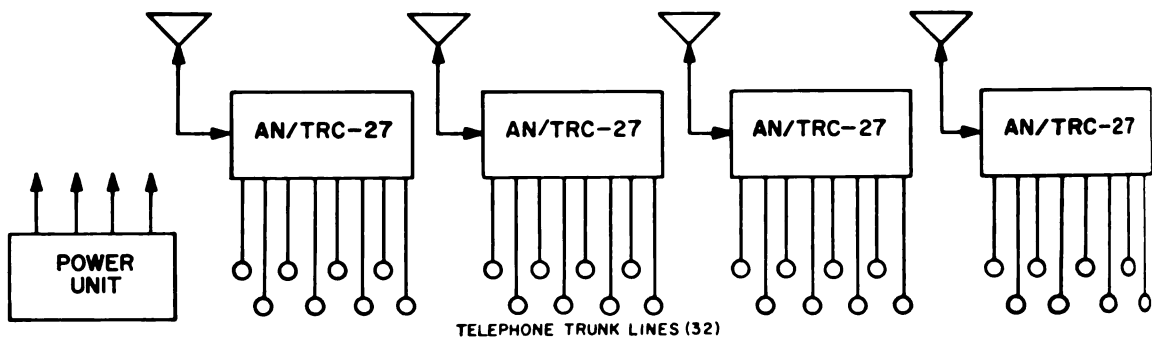 AN/TRC-27
AN/TRC-27
AN/TRC-27
AN/TRC-27
POWER
UNIT
TELEPHONE TRUNK LINES (32)